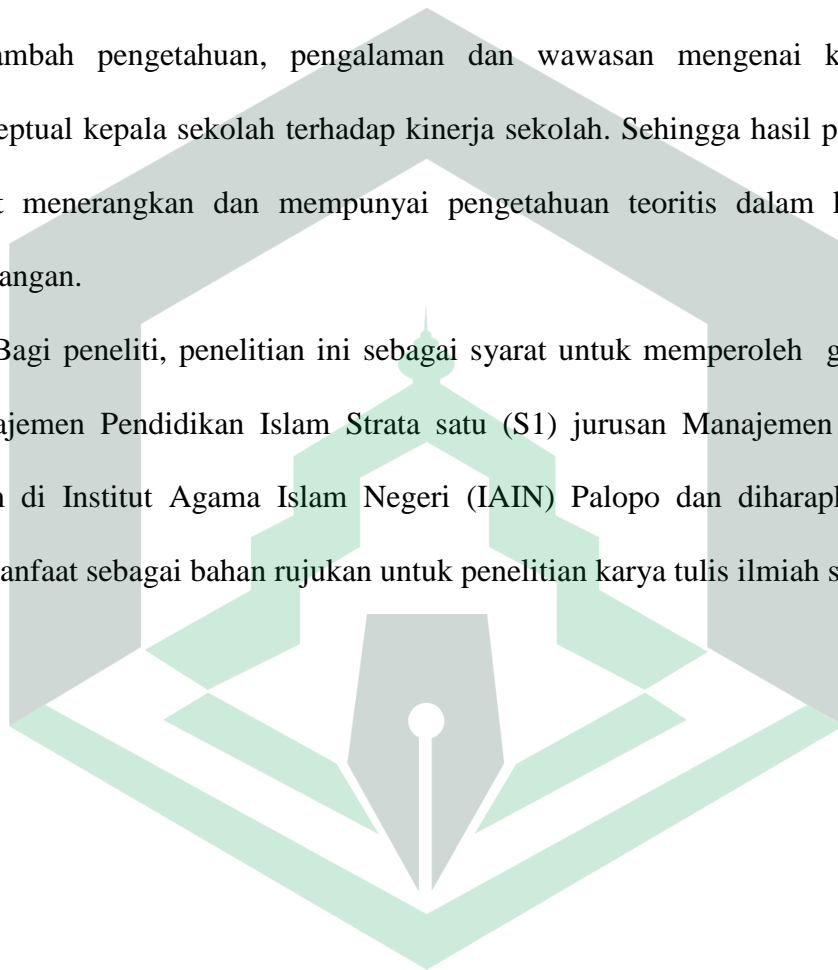 ambah pengetahuan, pengalaman dan wawasan mengenai k
eptual kepala sekolah terhadap kinerja sekolah. Sehingga hasil p
t menerangkan dan mempunyai pengetahuan teoritis dalam
angan.
Bagi peneliti, penelitian ini sebagai syarat untuk memperoleh g
ajemen Pendidikan Islam Strata satu (S1) jurusan Manajemen
di Institut Agama Islam Negeri (IAIN) Palopo dan diharap
anfaat sebagai bahan rujukan untuk penelitian karya tulis ilmiah s